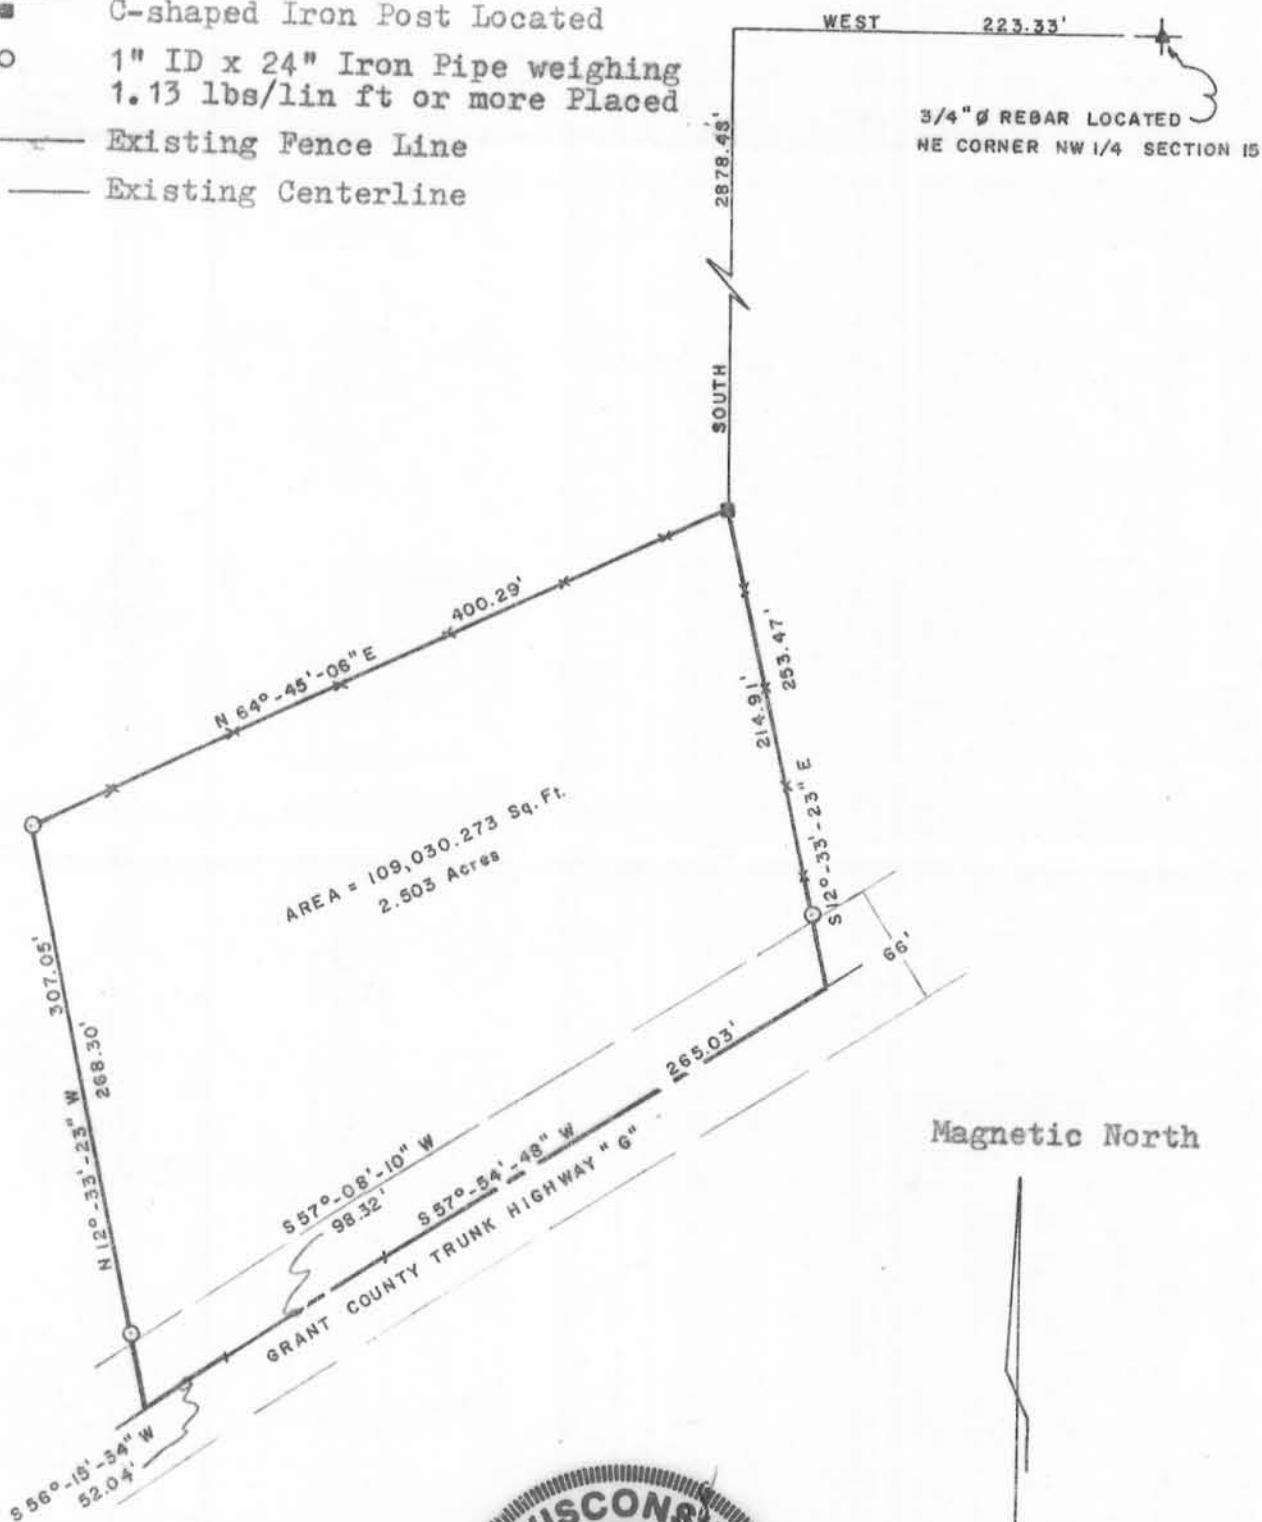 C-shaped Iron Post Located
1" ID x 24" Iron Pipe weighing
1.13 lbs/lin ft or more Placed
Existing Fence Line
Existing Centerline
WEST 223.33'
3/4"Ø REBAR LOCATED
NE CORNER NW 1/4 SECTION 15
2878.48'
SOUTH
N 64°-45'-06" E 400.29'
253.47'
214.91'
S 12°-33'-23" E
AREA = 109,030.273 Sq. Ft.
2.503 Acres
66'
307.05'
268.30'
N 12°-33'-23" W
265.03'
S 57°-08'-10" W
98.32'
S 57°-54'-48" W
GRANT COUNTY TRUNK HIGHWAY "G"
S 56°-15'-34" W
52.04'
Magnetic North